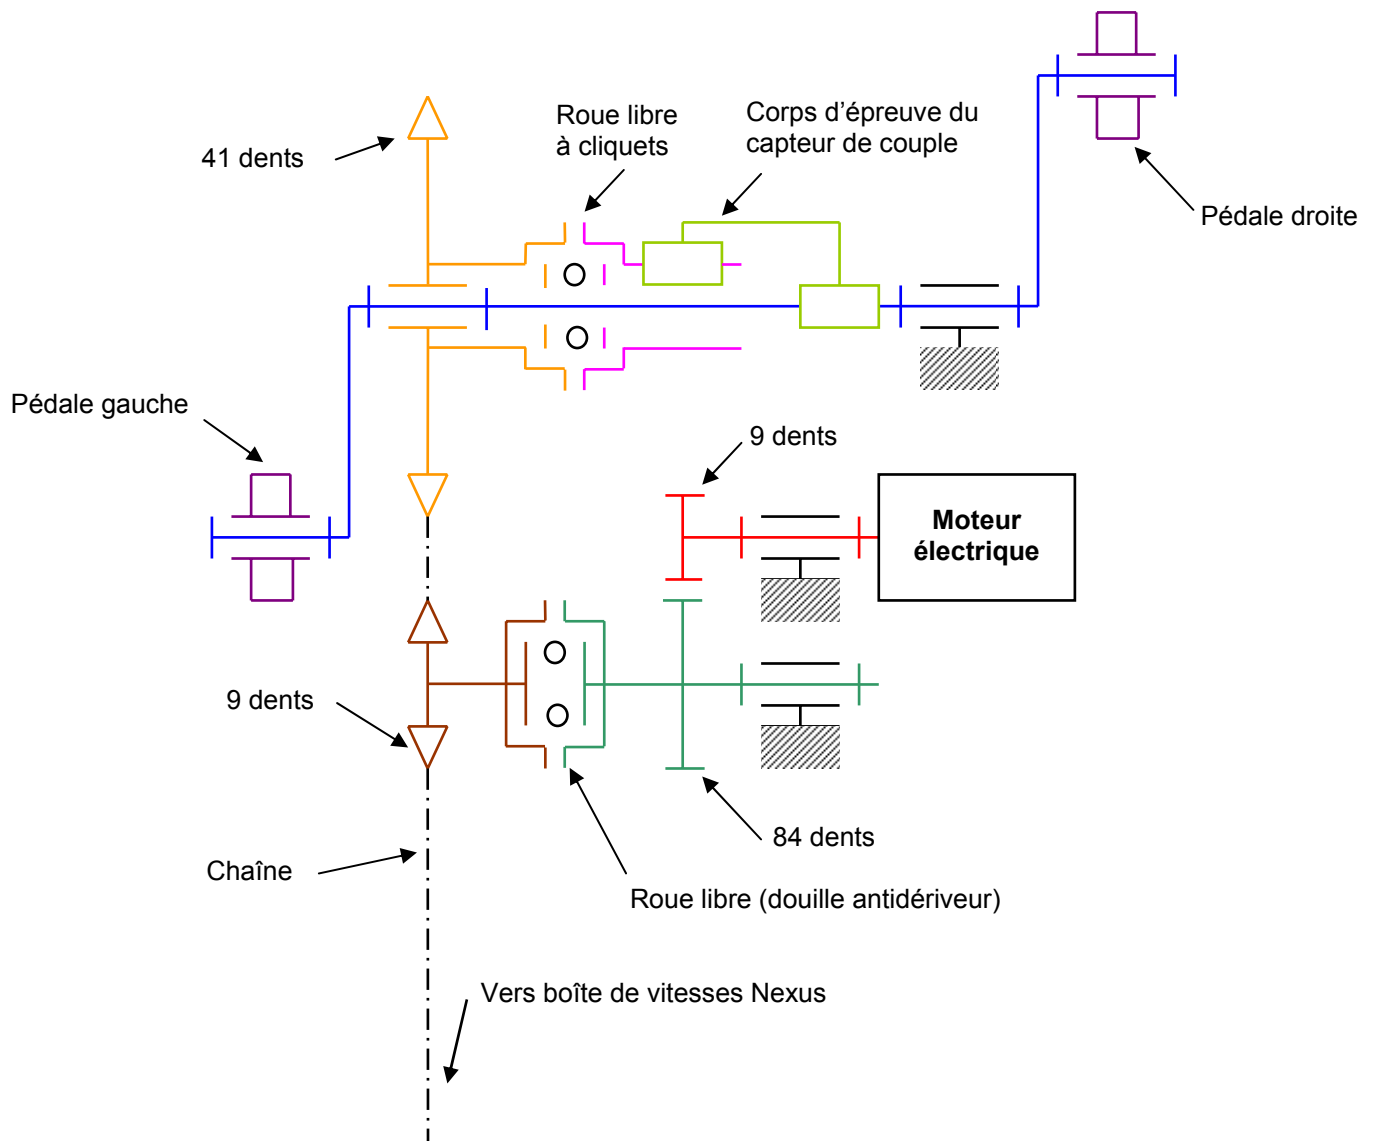 Roue libre
à cliquets
Corps d’épreuve du
capteur de couple
41 dents
Pédale droite
Pédale gauche
9 dents
Moteur
électrique
9 dents
84 dents
Chaîne
Roue libre (douille antidériveur)
Vers boîte de vitesses Nexus